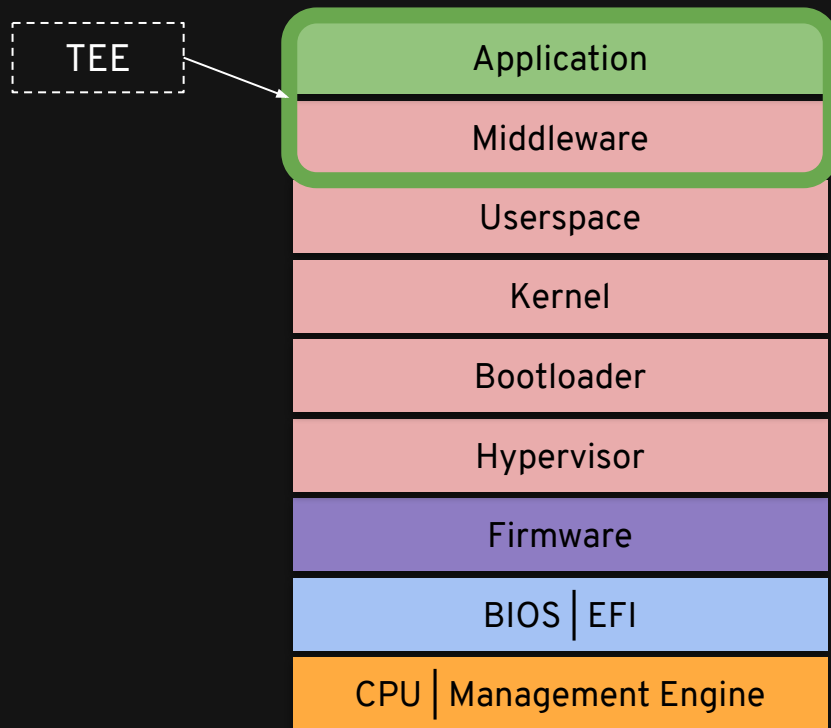 TEE
Application
Middleware
Userspace
Kernel
Bootloader
Hypervisor
Firmware
BIOS | EFI
CPU | Management Engine